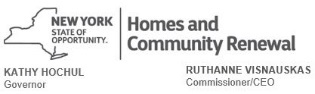 NEW YORK
STATE OF
OPPORTUNITY.
Homes and
Community Renewal
KATHY HOCHUL
Governor
RUTHANNE VISNAUSKAS
Commissioner/CEO